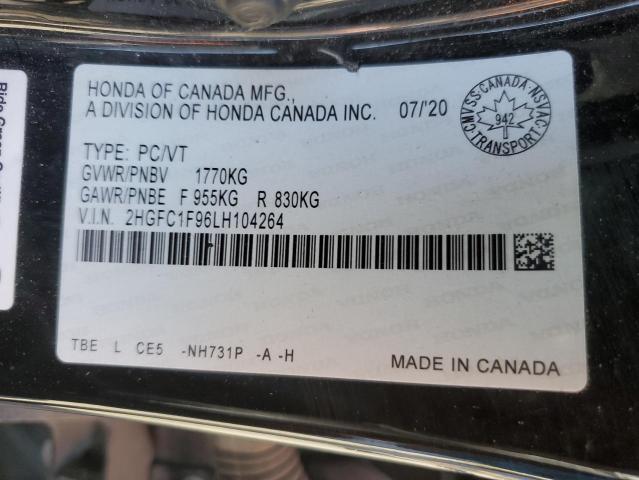 HONDA OF CANADA MFG.,
A DIVISION OF HONDA CANADA INC. 07/'20
CMVSS-CANADA-NSVAC
942
TRANSPORT
TYPE: PC/VT
GVWR/PNBV 1770KG
GAWR/PNBE F 955KG R 830KG
V.I.N. 2HGFC1F96LH104264
TBE L CE5 -NH731P -A -H
MADE IN CANADA